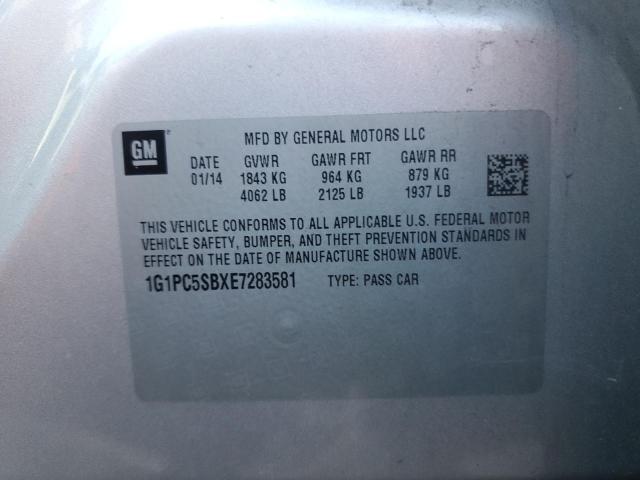 GM
MFD BY GENERAL MOTORS LLC
DATE GVWR GAWR FRT GAWR RR
01/14 1843 KG 964 KG 879 KG
4062 LB 2125 LB 1937 LB
THIS VEHICLE CONFORMS TO ALL APPLICABLE U.S. FEDERAL MOTOR
VEHICLE SAFETY, BUMPER, AND THEFT PREVENTION STANDARDS IN
EFFECT ON THE DATE OF MANUFACTURE SHOWN ABOVE.
1G1PC5SBXE7283581 TYPE: PASS CAR